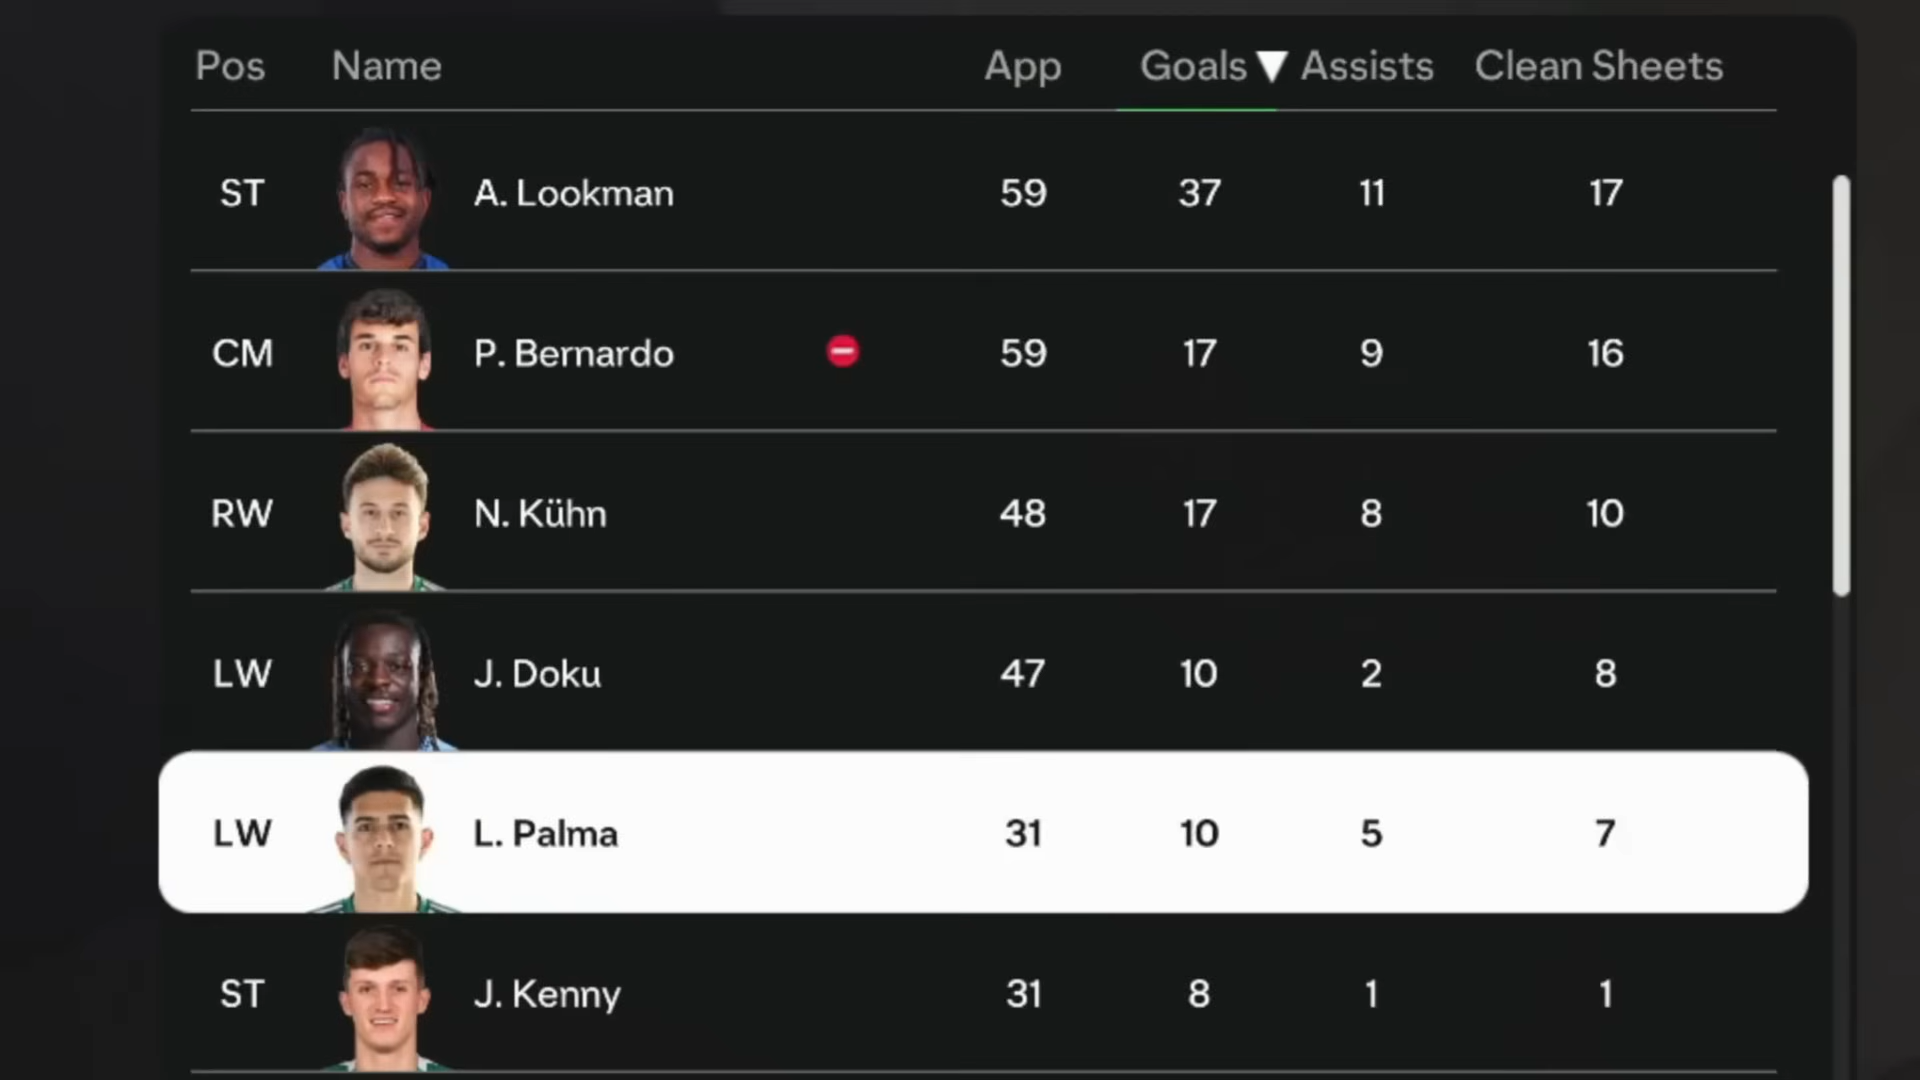 Pos Name App Goals Assists Clean Sheets
ST A. Lookman 59 37 11 17
CM P. Bernardo 59 17 9 16
RW N. Kühn 48 17 8 10
LW J. Doku 47 10 2 8
LW L. Palma 31 10 5 7
ST J. Kenny 31 8 1 1